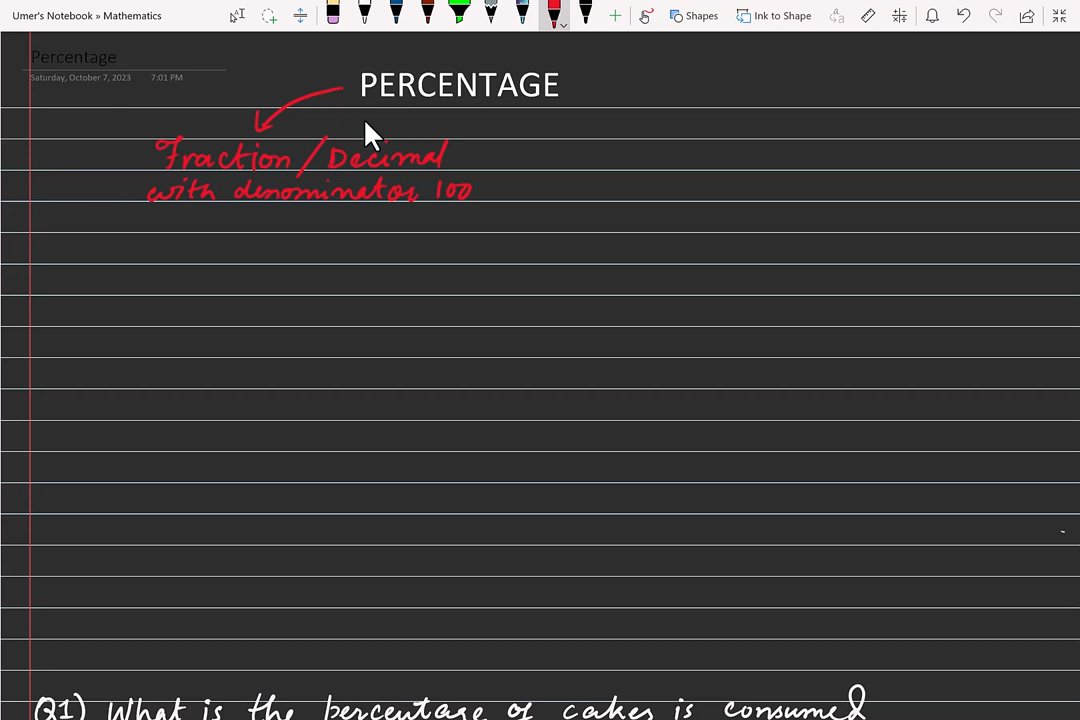 Umer's Notebook » Mathematics
Shapes
Ink to Shape
Percentage
Saturday, October 7, 2023 7:01 PM
PERCENTAGE
Fraction / Decimal
with denominator 100
Q1) What is the percentage of cakes is consumed